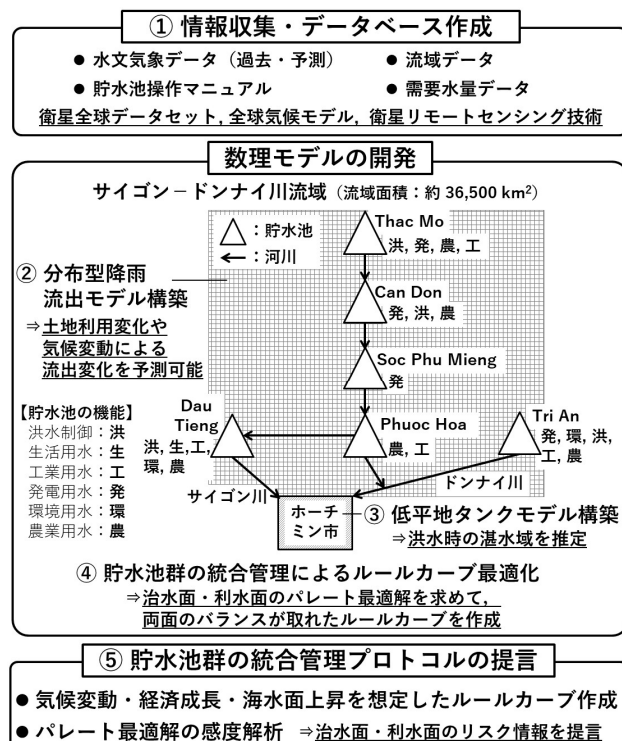 ① 情報収集・データベース作成
● 水文気象データ（過去・予測） ● 流域データ
● 貯水池操作マニュアル ● 需要水量データ
衛星全球データセット, 全球気候モデル, 衛星リモートセンシング技術
数理モデルの開発
サイゴン－ドンナイ川流域（流域面積：約 36,500 km²）
△：貯水池
←：河川
Thac Mo
洪, 発, 農, 工
② 分布型降雨
流出モデル構築
⇒土地利用変化や
気候変動による
流出変化を予測可能
Can Don
発, 洪, 農
Soc Phu Mieng
発
【貯水池の機能】
洪水制御：洪
生活用水：生
工業用水：工
発電用水：発
環境用水：環
農業用水：農
Dau
Tieng
洪, 生,工,
環, 農
Phuoc Hoa
農, 工
Tri An
発, 環, 洪,
工, 農
サイゴン川
ドンナイ川
ホーチ
ミン市
③ 低平地タンクモデル構築
⇒洪水時の湛水域を推定
④ 貯水池群の統合管理によるルールカーブ最適化
⇒治水面・利水面のパレート最適解を求めて,
両面のバランスが取れたルールカーブを作成
⑤ 貯水池群の統合管理プロトコルの提言
● 気候変動・経済成長・海水面上昇を想定したルールカーブ作成
● パレート最適解の感度解析 ⇒治水面・利水面のリスク情報を提言